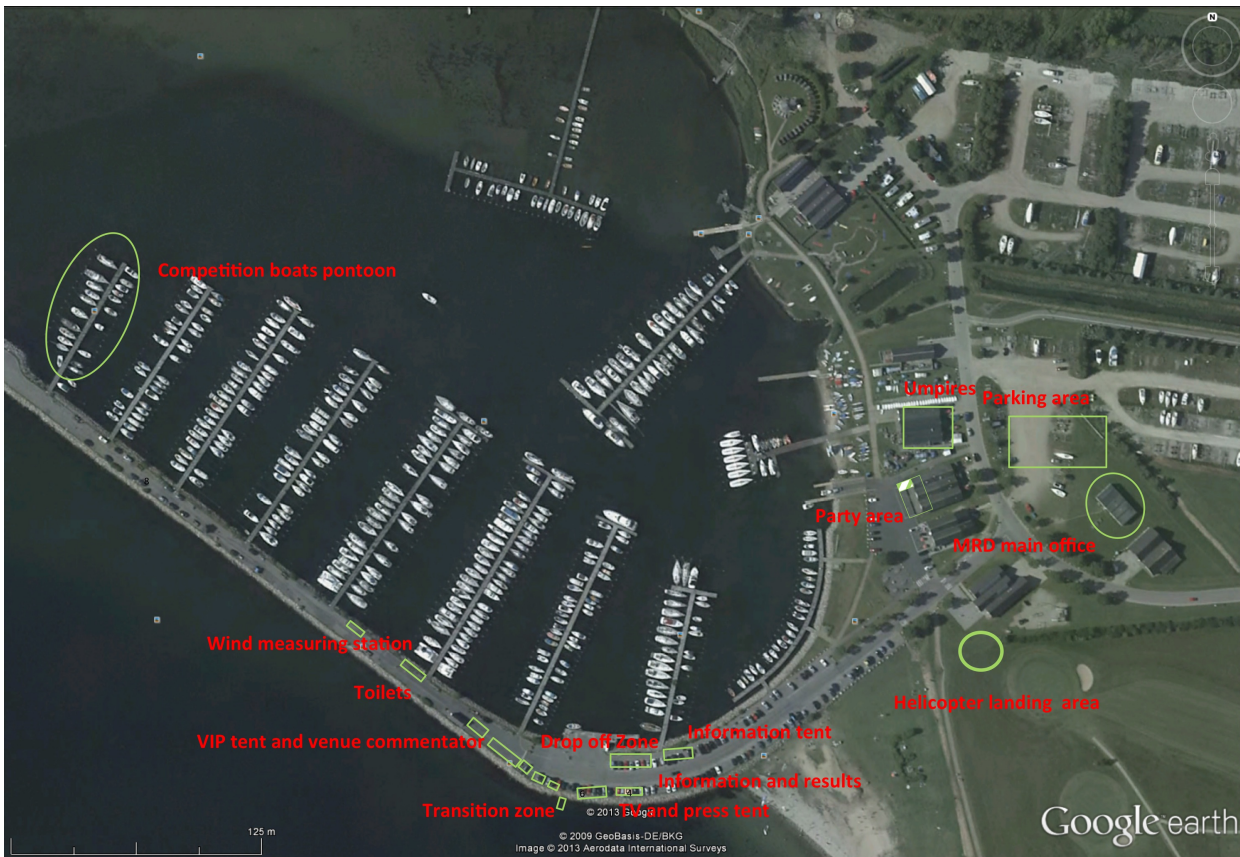 N
Competition boats pontoon
Umpires
Parking area
Party area
MRD main office
Wind measuring station
Toilets
Helicopter landing area
VIP tent and venue commentator
Drop off Zone
Information tent
Information and results
Transition zone
TV and press tent
© 2013 Google
125 m
© 2009 GeoBasis-DE/BKG
Image © 2013 Aerodata International Surveys
Google earth